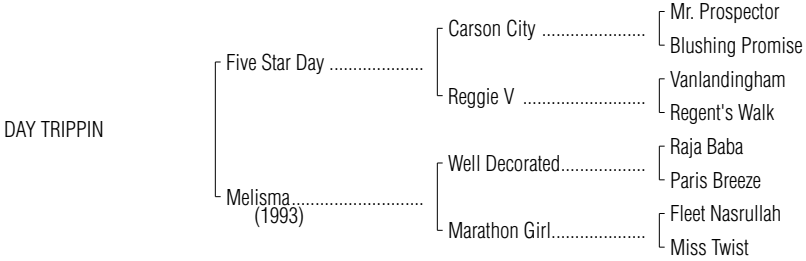 Mr. Prospector
Carson City ......................
Blushing Promise
Five Star Day ....................
Vanlandingham
Reggie V ..........................
Regent's Walk
DAY TRIPPIN
Raja Baba
Well Decorated..................
Paris Breeze
Melisma............................
(1993)
Fleet Nasrullah
Marathon Girl....................
Miss Twist